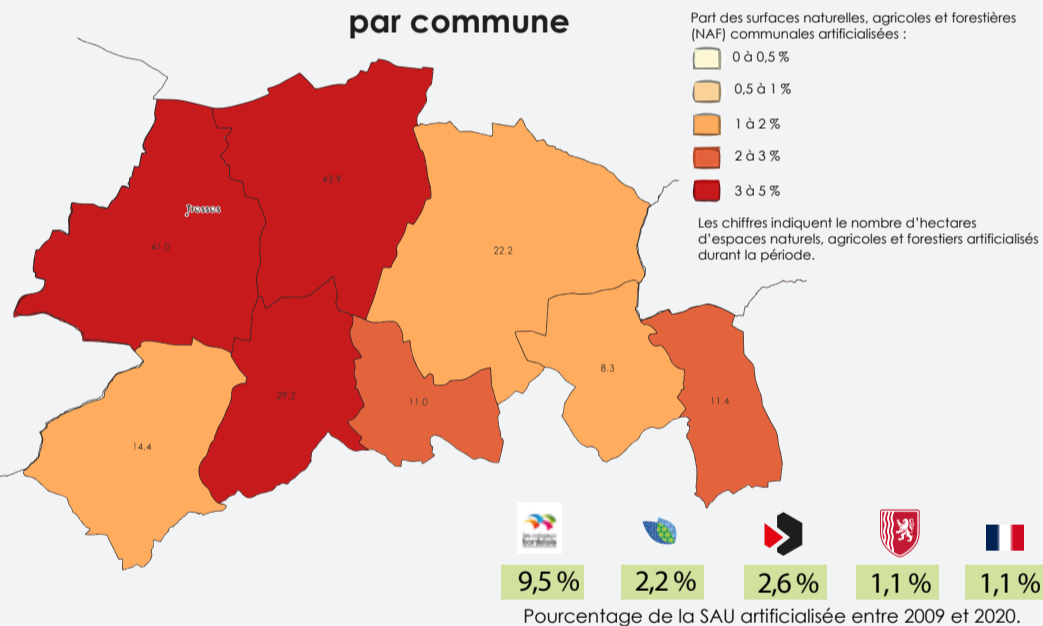 par commune
Part des surfaces naturelles, agricoles et forestières
(NAF) communales artificialisées :
0 à 0,5 %
0,5 à 1 %
1 à 2 %
2 à 3 %
3 à 5 %
Les chiffres indiquent le nombre d'hectares
d'espaces naturels, agricoles et forestiers artificialisés
durant la période.
43.9
Tresses
41.0
22.2
8.3
29.2
11.0
11.4
14.4
bordelais
9,5 %
2,2 %
2,6 %
1,1 %
1,1 %
Pourcentage de la SAU artificialisée entre 2009 et 2020.